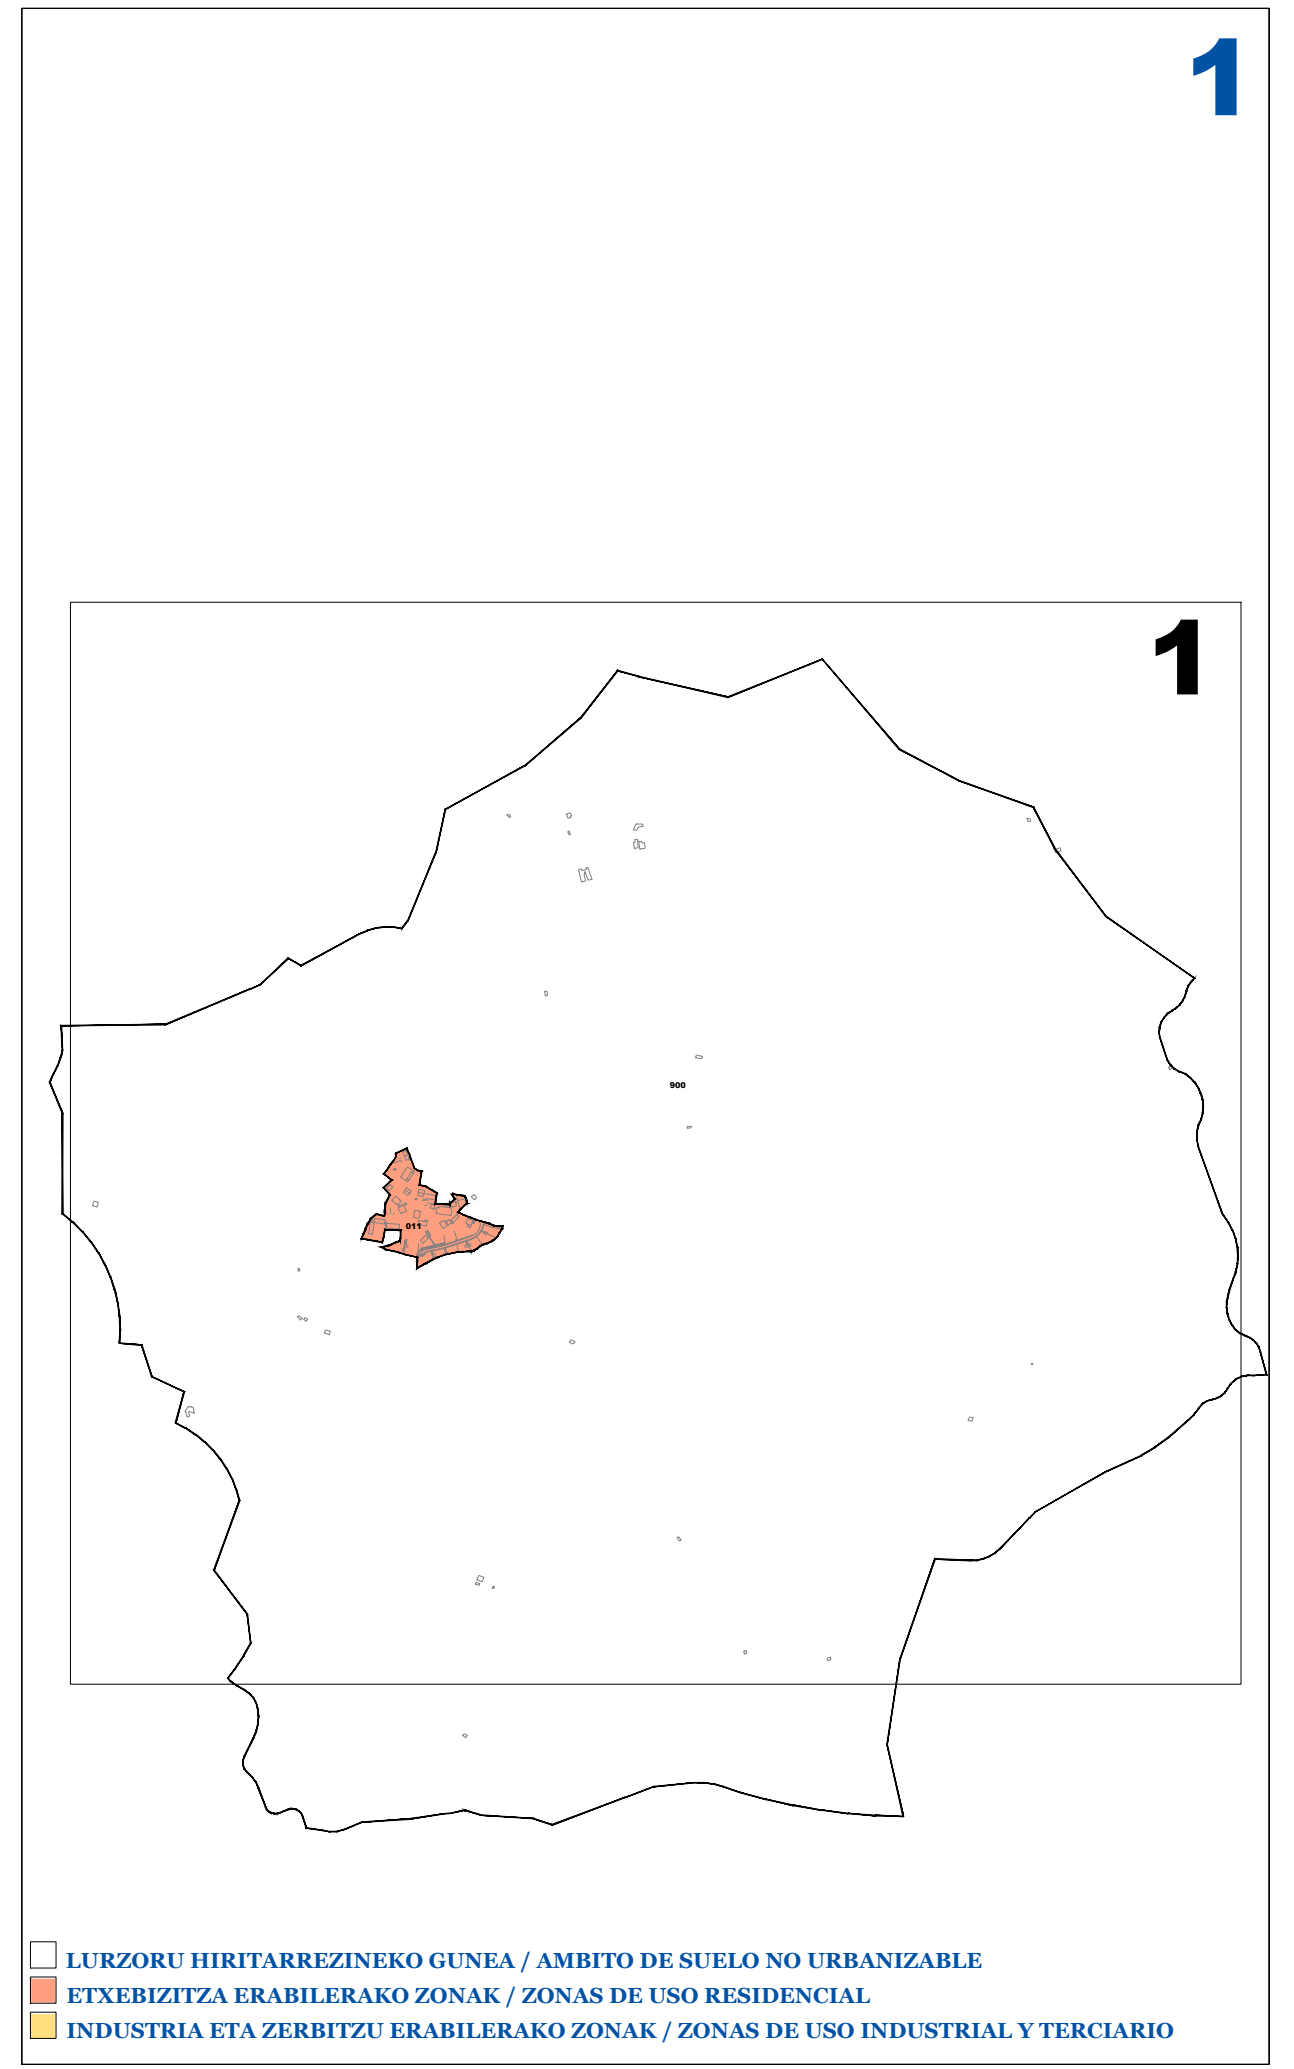 1
1
900
011
LURZORU HIRITARREZINEKO GUNEA / AMBITO DE SUELO NO URBANIZABLE
ETXEBIZITZA ERABILERAKO ZONAK / ZONAS DE USO RESIDENCIAL
INDUSTRIA ETA ZERBITZU ERABILERAKO ZONAK / ZONAS DE USO INDUSTRIAL Y TERCIARIO